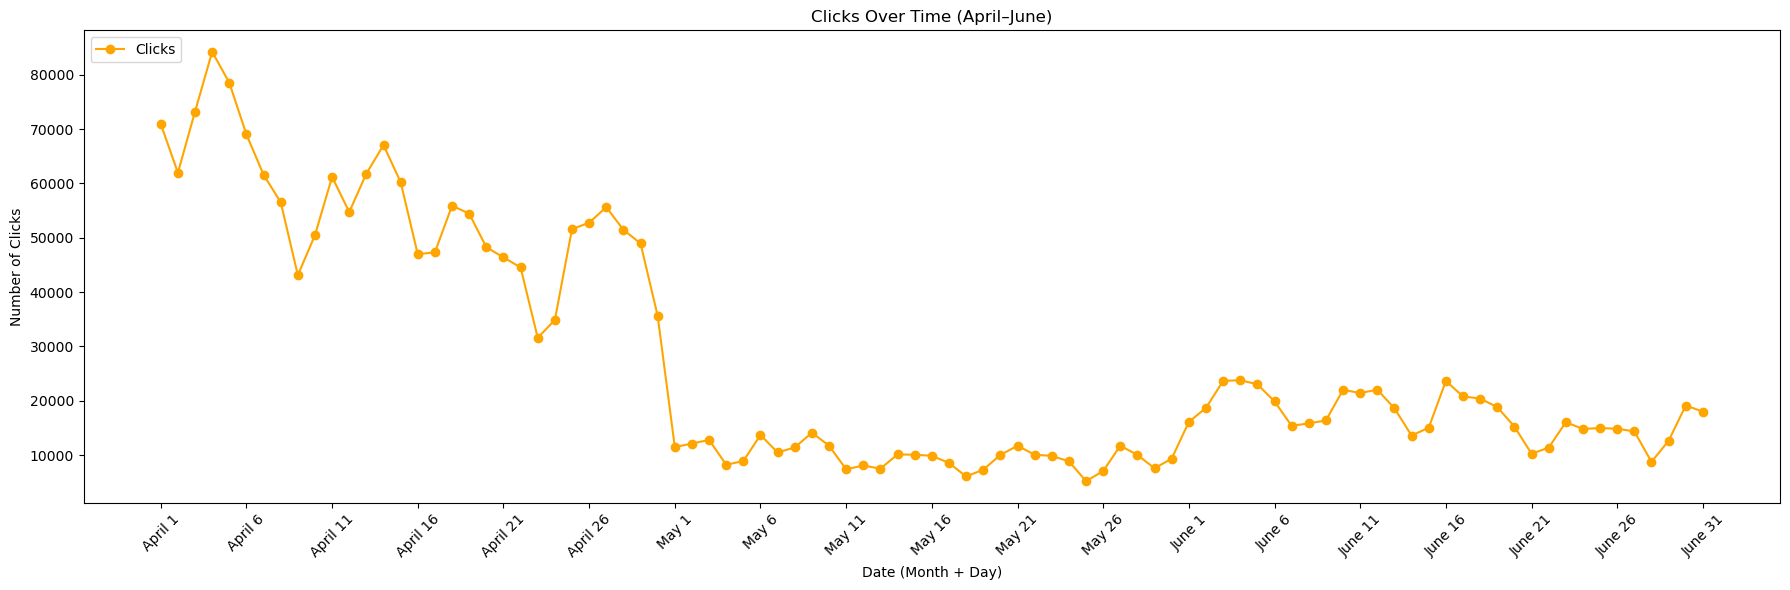 Clicks Over Time (April–June)
Clicks
Number of Clicks
80000
70000
60000
50000
40000
30000
20000
10000
April 1
April 6
April 11
April 16
April 21
April 26
May 1
May 6
May 11
May 16
May 21
May 26
June 1
June 6
June 11
June 16
June 21
June 26
June 31
Date (Month + Day)